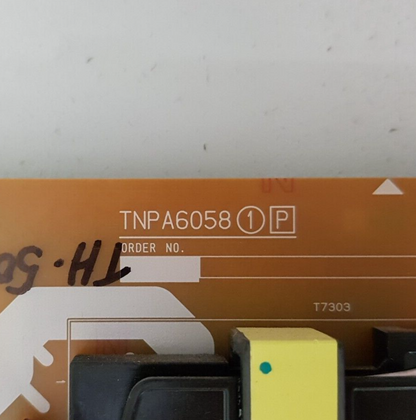 TNPA6058 1 P
ORDER NO.
TH-50
T7303